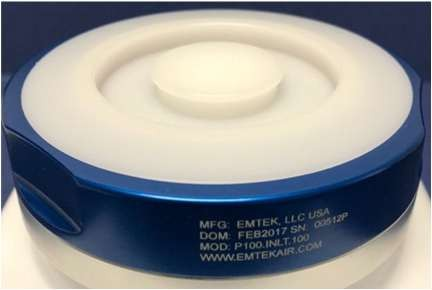 MFG: EMTEK, LLC USA
DOM: FEB2017 SN: 00512P
MOD: P100.INLT.100
WWW.EMTEKAIR.COM